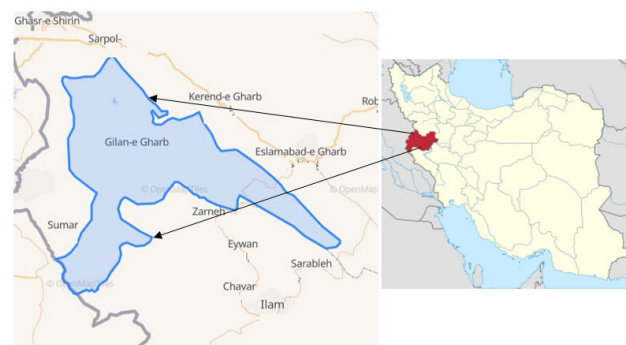 Ghasr-e Shirin
Sarpol-
Kerend-e Gharb
Rob
Gilan-e Gharb
Eslamabad-e Gharb
© OpenMapTiles
© OpenMap
Zarneh
Sumar
Eywan
Sarableh
© OpenMapTiles
Chavar
Ilam